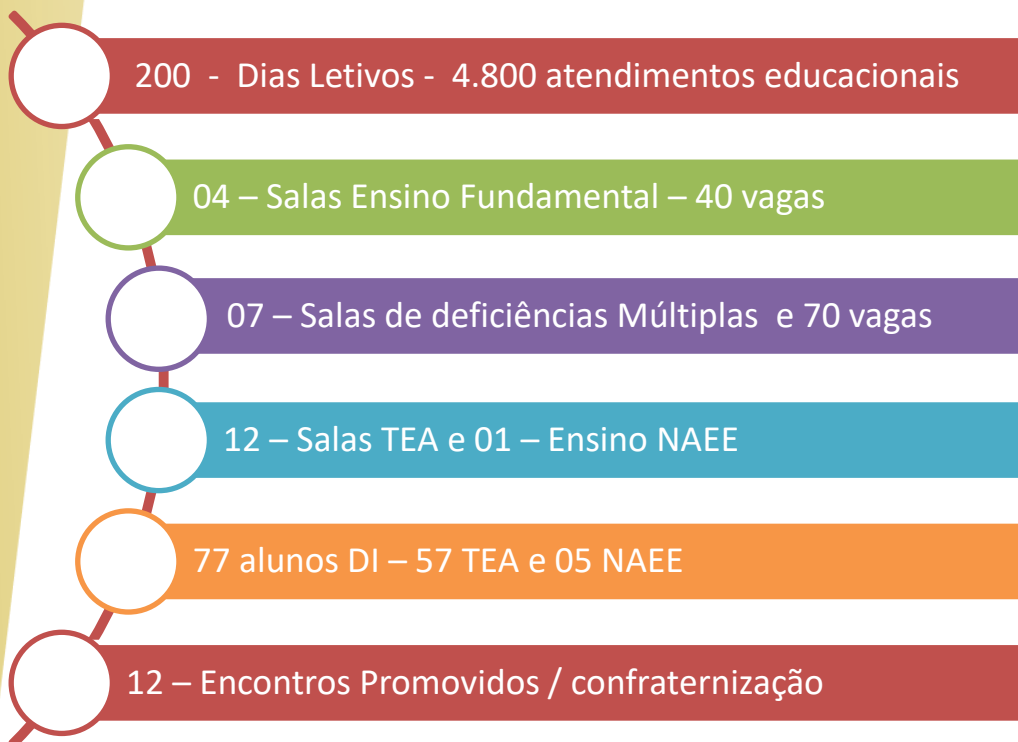 200 - Dias Letivos - 4.800 atendimentos educacionais
04 – Salas Ensino Fundamental – 40 vagas
07 – Salas de deficiências Múltiplas e 70 vagas
12 – Salas TEA e 01 – Ensino NAEE
77 alunos DI – 57 TEA e 05 NAEE
12 – Encontros Promovidos / confraternização